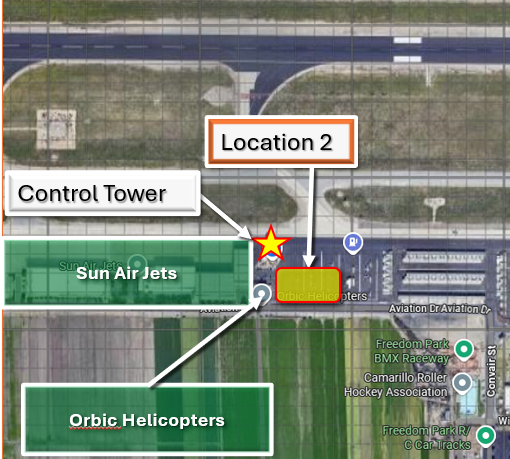 Location 2
Control Tower
Sun Air Jets
Sun Air Jets
Orbic Helicopters
Aviation Dr
Aviation Dr
Freedom Park
BMX Raceway
Convair St
Camarillo Roller
Hockey Association
Orbic Helicopters
Freedom Park R/
C Car Tracks